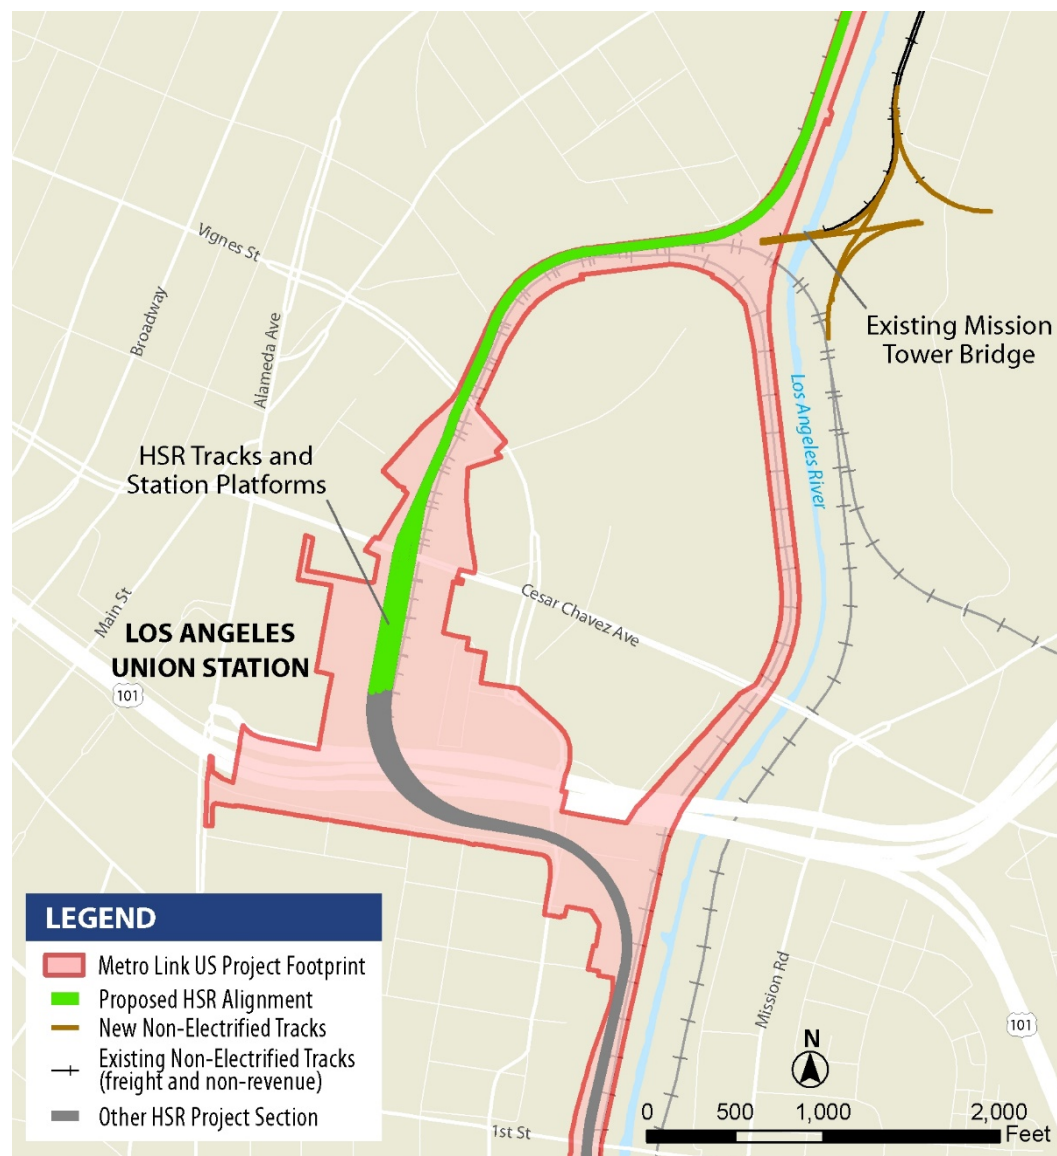 Vignes St
Broadway
Alameda Ave
Existing Mission
Tower Bridge
Los Angeles River
HSR Tracks and
Station Platforms
Cesar Chavez Ave
Main St
LOS ANGELES
UNION STATION
101
LEGEND
Metro Link US Project Footprint
Proposed HSR Alignment
New Non-Electrified Tracks
Existing Non-Electrified Tracks
(freight and non-revenue)
Other HSR Project Section
Mission Rd
101
N
1st St
0 500 1,000 2,000
Feet